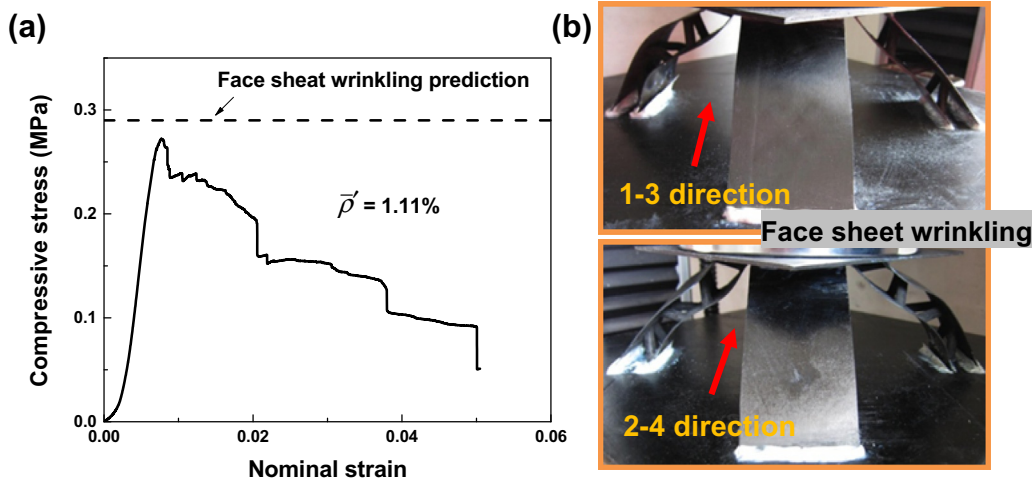 (a)
Face sheat wrinkling prediction
0.3
0.2
0.1
0.0
ρ̅′ = 1.11%
0.00
0.02
0.04
0.06
Compressive stress (MPa)
Nominal strain
(b)
1-3 direction
Face sheet wrinkling
2-4 direction